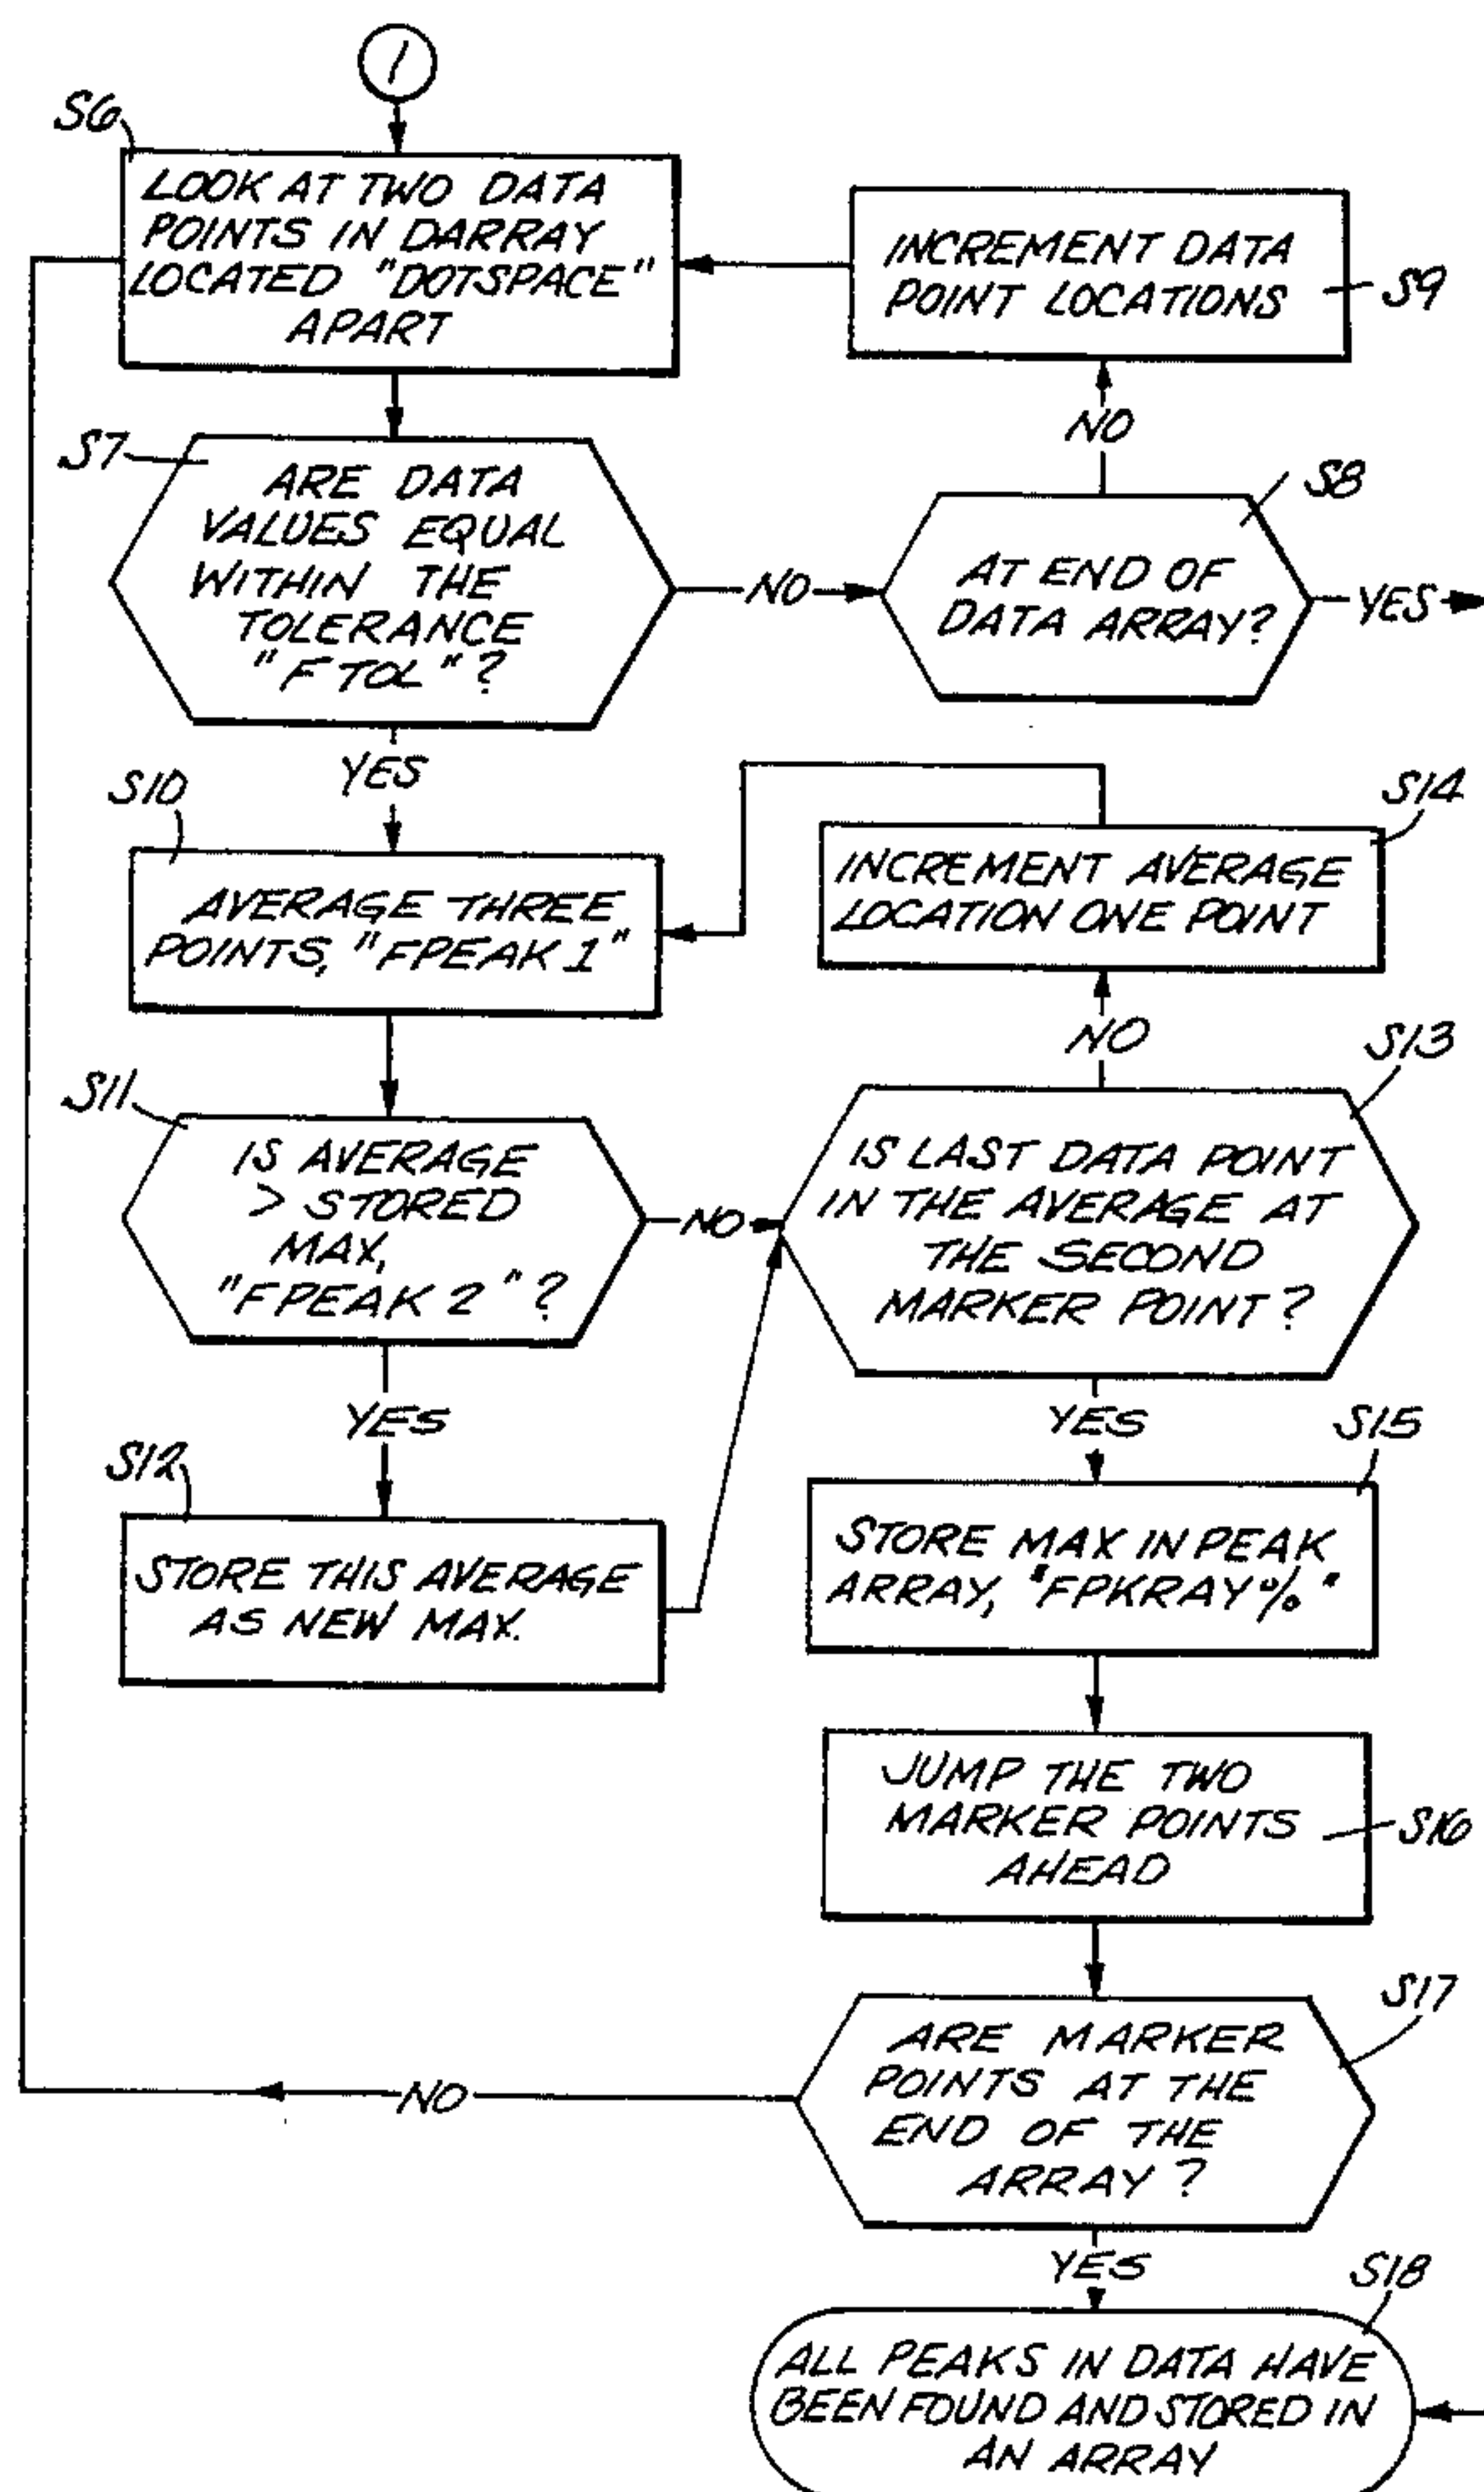 1
S6
LOOK AT TWO DATA
POINTS IN DARRAY
LOCATED "DOTSPACE"
APART
INCREMENT DATA
POINT LOCATIONS
S9
NO
S7
ARE DATA
VALUES EQUAL
WITHIN THE
TOLERANCE
"FTOL"?
NO
S8
AT END OF
DATA ARRAY?
YES
YES
S10
AVERAGE THREE
POINTS, "FPEAK 1"
S14
INCREMENT AVERAGE
LOCATION ONE POINT
NO
S11
IS AVERAGE
> STORED
MAX,
"FPEAK 2"?
NO
S13
IS LAST DATA POINT
IN THE AVERAGE AT
THE SECOND
MARKER POINT?
YES
YES
S12
STORE THIS AVERAGE
AS NEW MAX.
S15
STORE MAX IN PEAK
ARRAY, "FPKRAY%"
JUMP THE TWO
MARKER POINTS
AHEAD
S16
S17
ARE MARKER
POINTS AT THE
END OF THE
ARRAY?
NO
YES
S18
ALL PEAKS IN DATA HAVE
BEEN FOUND AND STORED IN
AN ARRAY